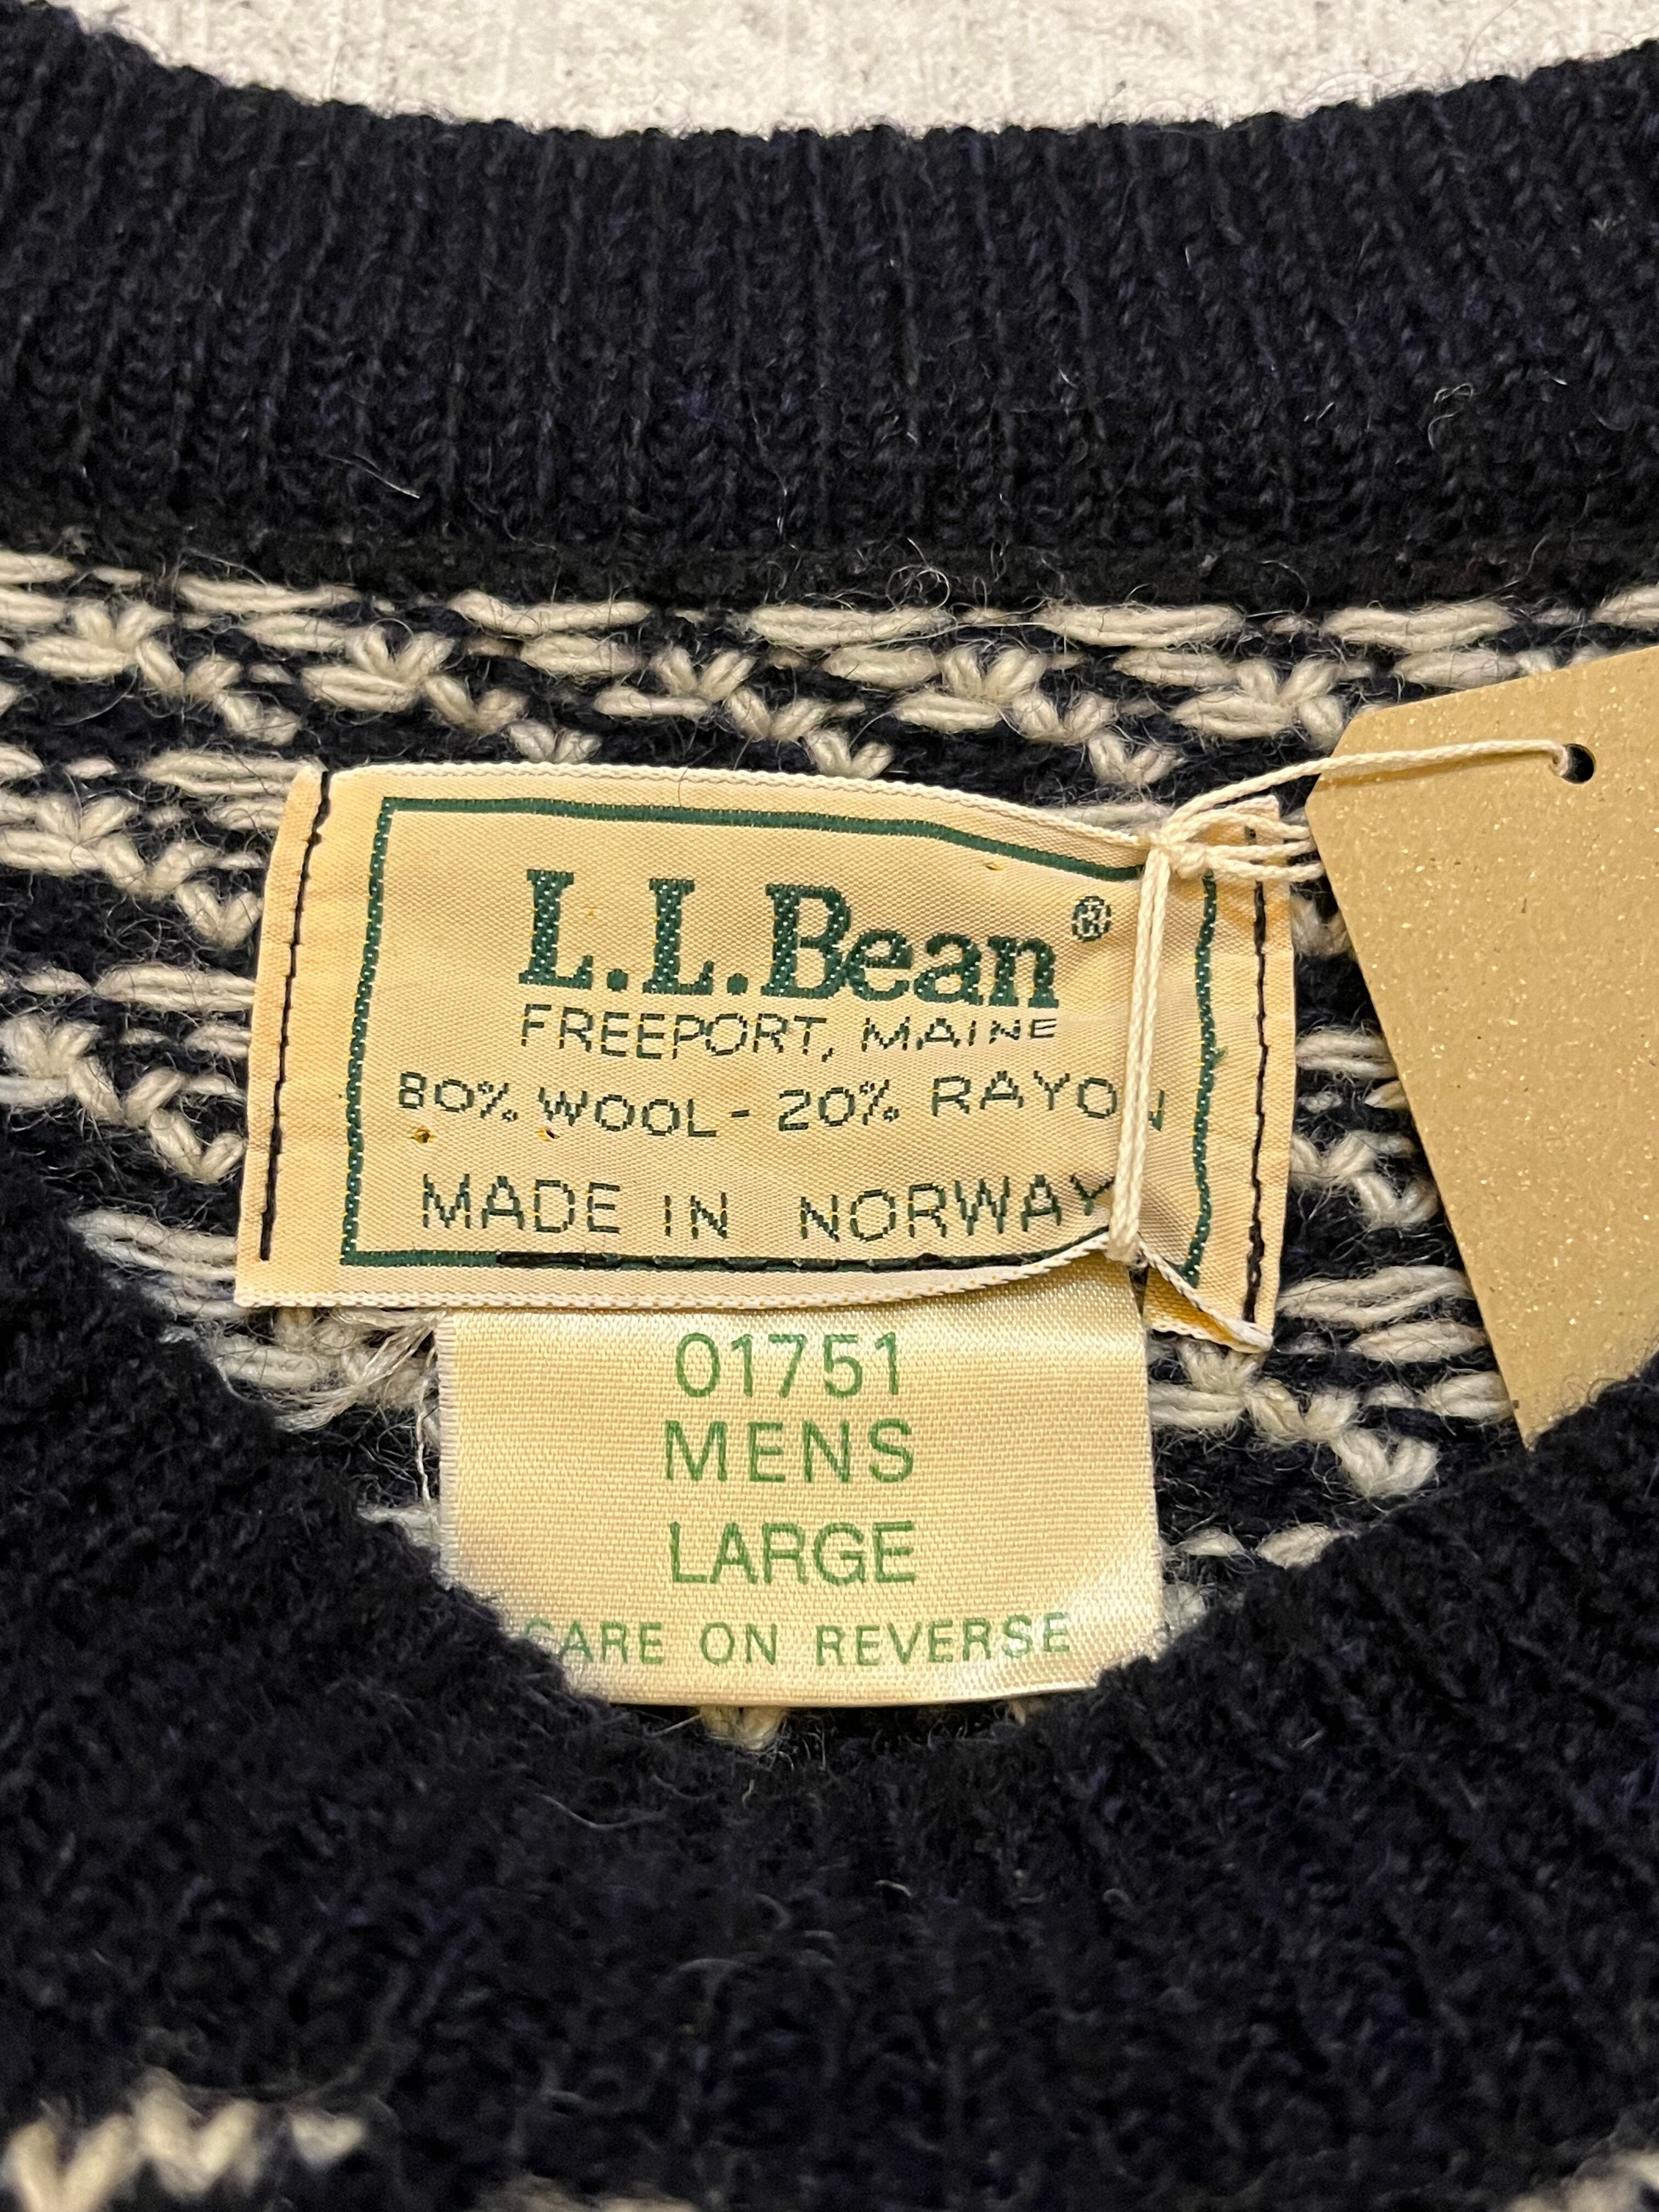 L.L.Bean®
FREEPORT, MAINE
80% WOOL - 20% RAYON
MADE IN NORWAY
01751
MENS
LARGE
CARE ON REVERSE